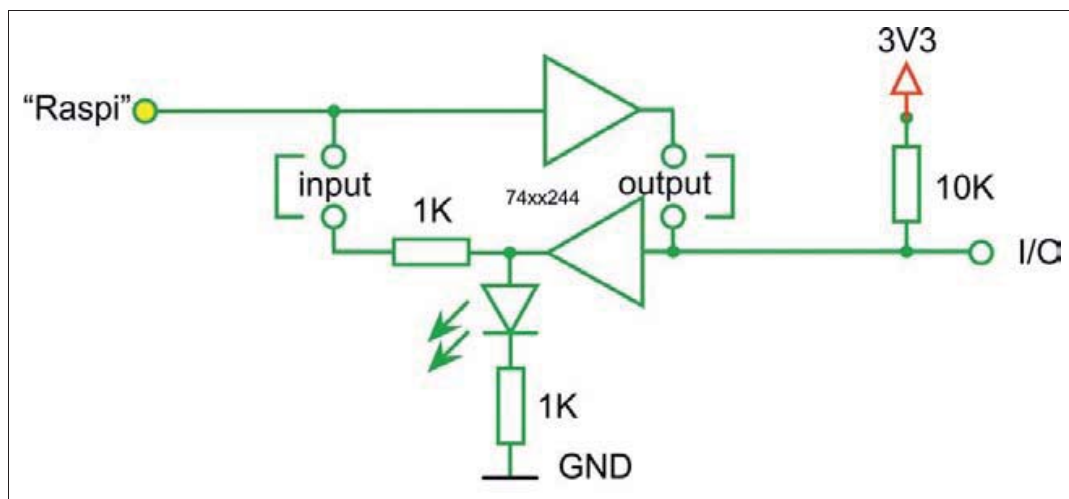 3V3
“Raspi”
input
output
10K
74xx244
1K
I/O
1K
GND